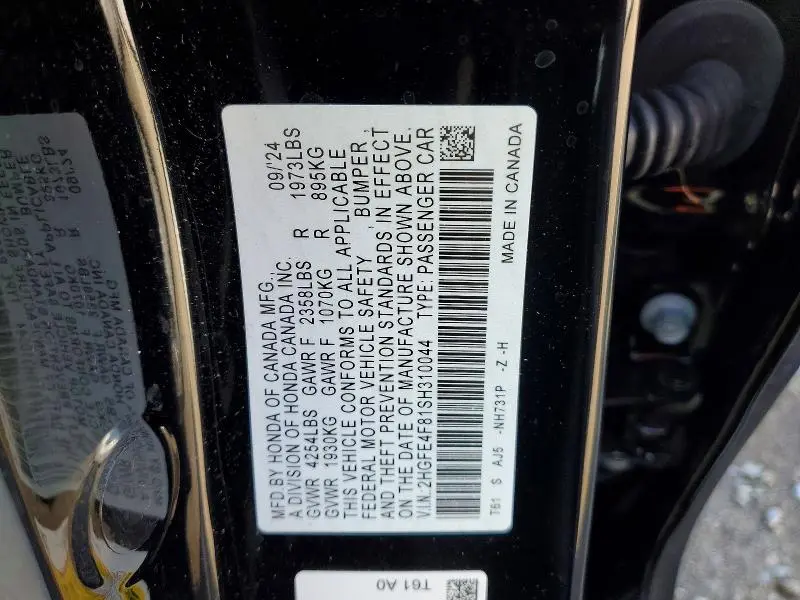 MFD BY HONDA OF CANADA MFG., 09/'24
A DIVISION OF HONDA CANADA INC.
GVWR 4254LBS GAWR F 2358LBS R 1973LBS
GVWR 1930KG GAWR F 1070KG R 895KG
THIS VEHICLE CONFORMS TO ALL APPLICABLE
FEDERAL MOTOR VEHICLE SAFETY , BUMPER ,
AND THEFT PREVENTION STANDARDS IN EFFECT
ON THE DATE OF MANUFACTURE SHOWN ABOVE.
V.I.N.: 2HGFE4F81SH310044 TYPE: PASSENGER CAR
T61 S AJ5 -NH731P -Z -H
MADE IN CANADA
T61 A0